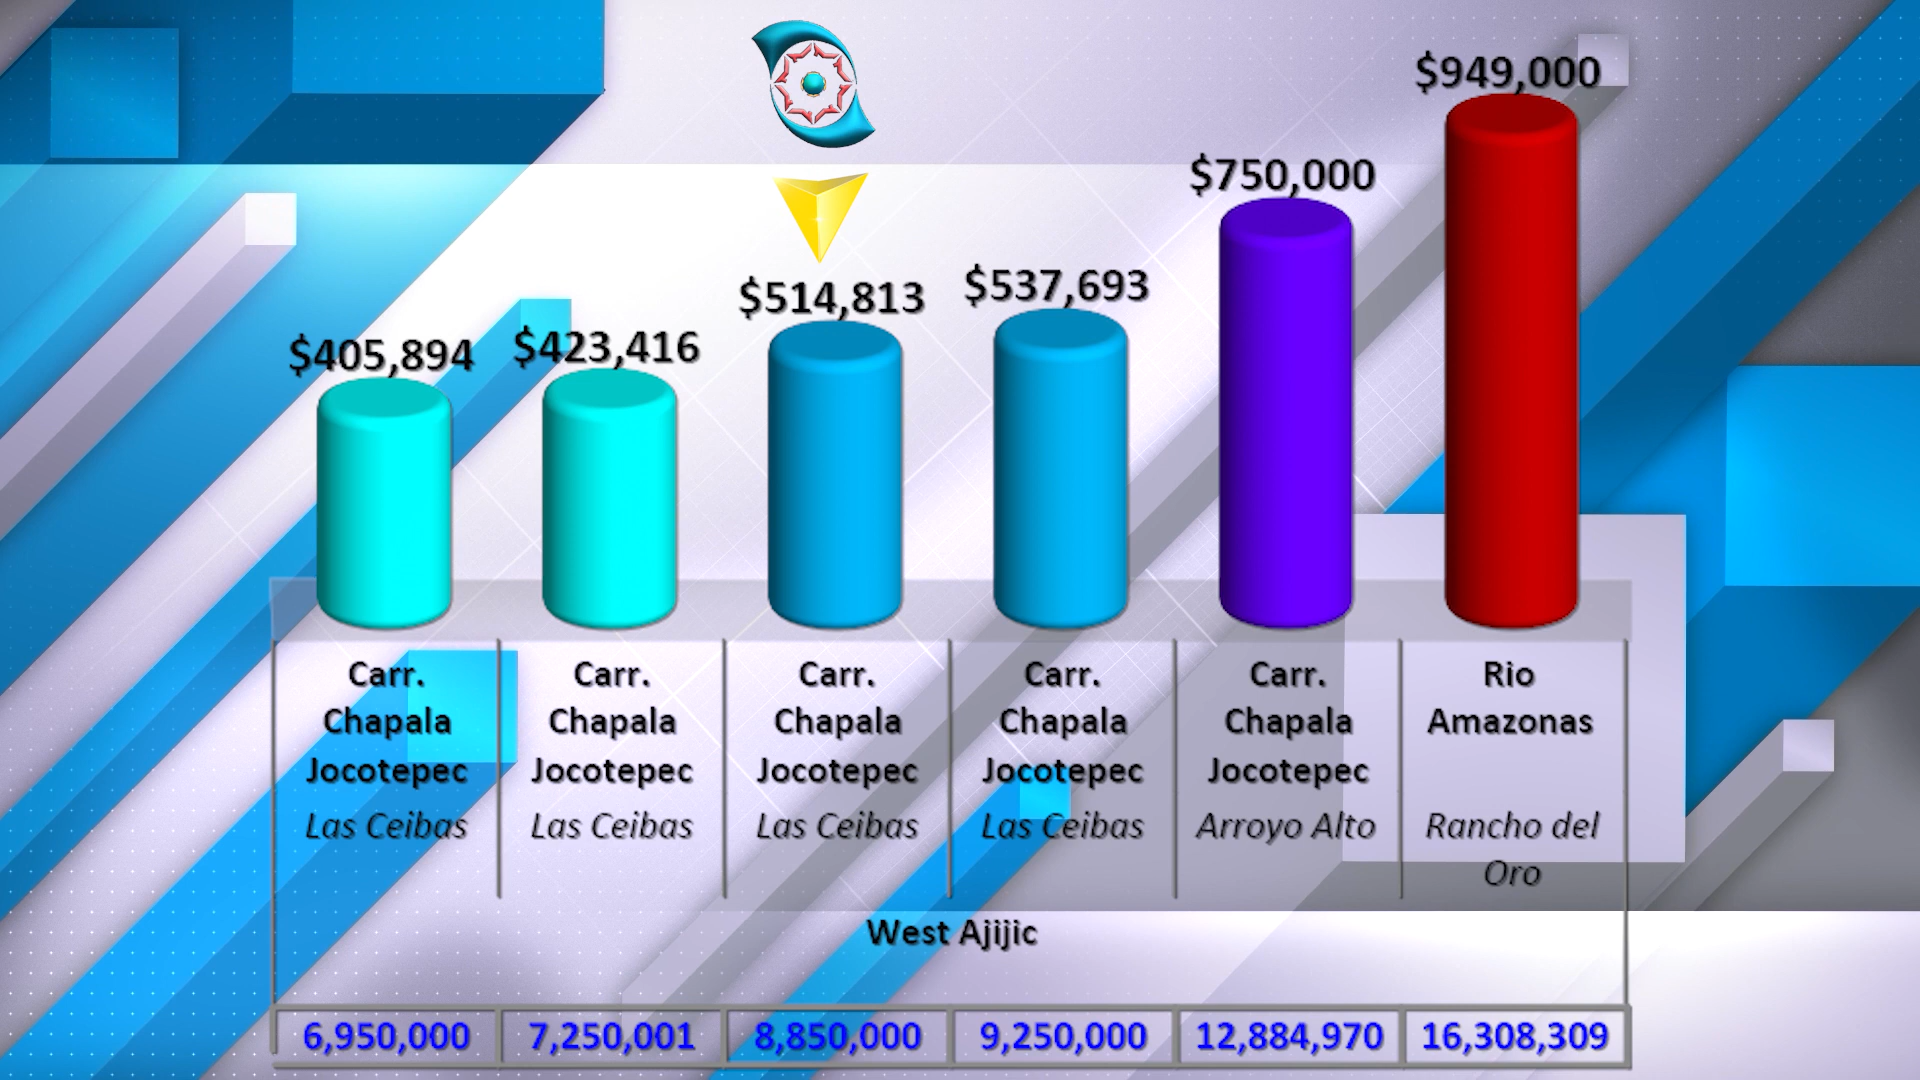 $949,000
$750,000
$514,813
$537,693
$405,894
$423,416
Carr.
Chapala
Jocotepec
Las Ceibas
Carr.
Chapala
Jocotepec
Las Ceibas
Carr.
Chapala
Jocotepec
Las Ceibas
Carr.
Chapala
Jocotepec
Las Ceibas
Carr.
Chapala
Jocotepec
Arroyo Alto
Rio
Amazonas
Rancho del
Oro
West Ajijic
6,950,000 7,250,001 8,850,000 9,250,000 12,884,970 16,308,309